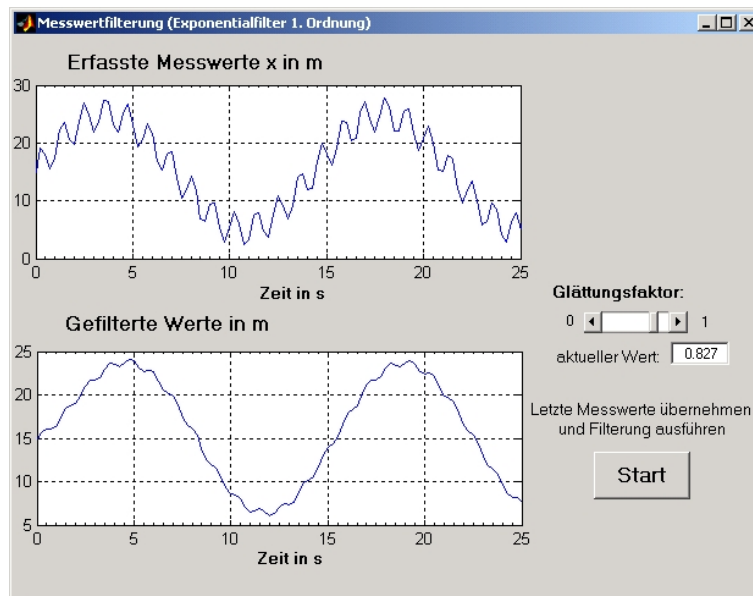 Messwertfilterung (Exponentialfilter 1. Ordnung)
Erfasste Messwerte x in m
30
20
10
0
0 5 10 15 20 25
Zeit in s
Gefilterte Werte in m
25
20
15
10
5
0 5 10 15 20 25
Zeit in s
Glättungsfaktor:
0 1
aktueller Wert: 0.827
Letzte Messwerte übernehmen
und Filterung ausführen
Start